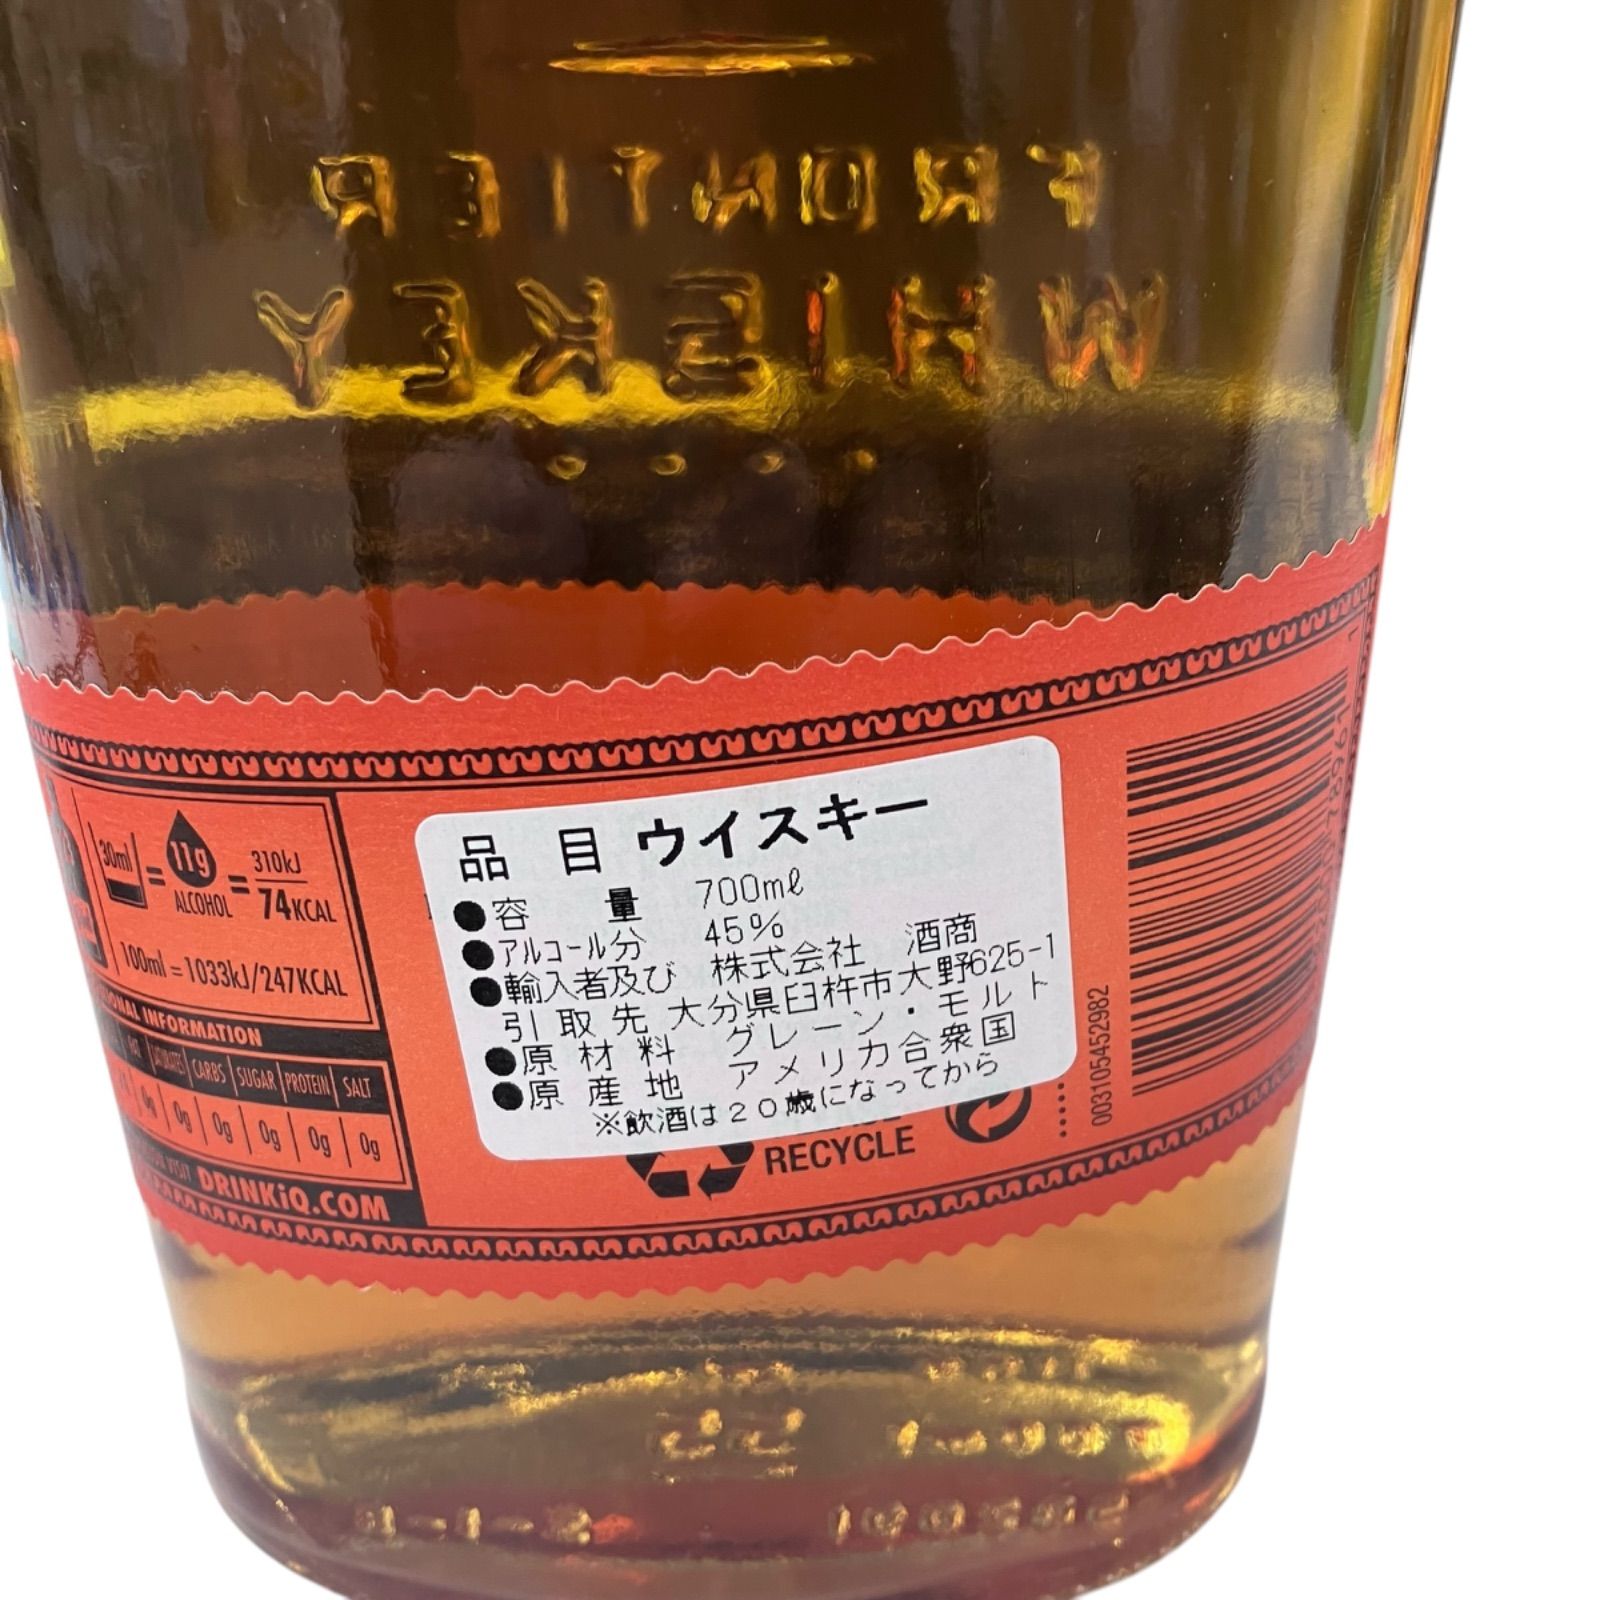 FRONTIER
WHISKEY
30ml = 11g ALCOHOL = 310kJ 74KCAL
100ml = 1033kJ/247KCAL
INFORMATION
FAT SATURATES CARBS SUGAR PROTEIN SALT
0g 0g 0g 0g 0g 0g
VISIT DRINKiQ.COM
品 目 ウイスキー
●容 量 700mℓ
●アルコール分 45%
●輸入者及び 株式会社 酒商
引 取 先 大分県臼杵市大野625-1
●原 材 料 グレーン・モルト
●原 産 地 アメリカ合衆国
※飲酒は20歳になってから
RECYCLE
003105452982